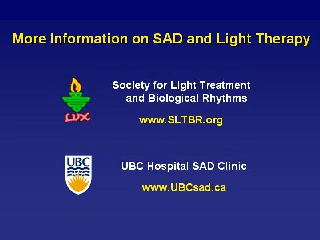 More Information on SAD and Light Therapy
Society for Light Treatment
and Biological Rhythms
LUX
www.SLTBR.org
UBC
UBC Hospital SAD Clinic
www.UBCsad.ca